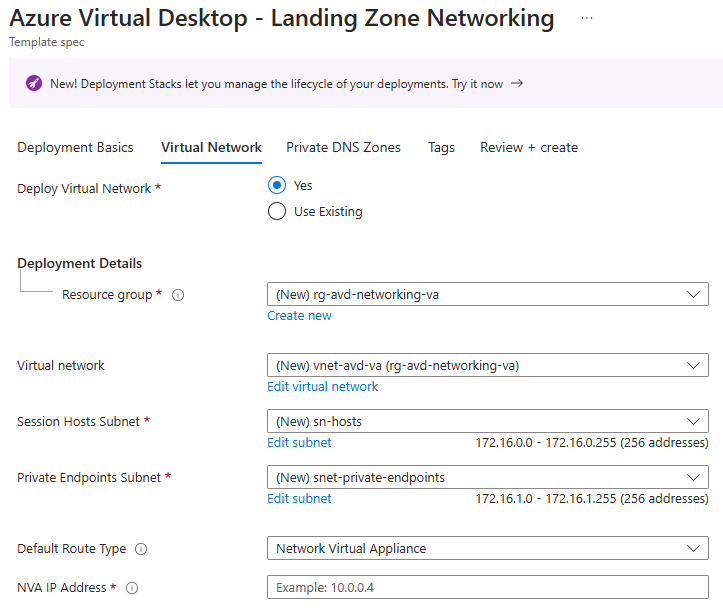 Azure Virtual Desktop - Landing Zone Networking ...
Template spec
New! Deployment Stacks let you manage the lifecycle of your deployments. Try it now →
Deployment Basics Virtual Network Private DNS Zones Tags Review + create
Deploy Virtual Network * Yes
Use Existing
Deployment Details
Resource group * (New) rg-avd-networking-va
Create new
Virtual network (New) vnet-avd-va (rg-avd-networking-va)
Edit virtual network
Session Hosts Subnet * (New) sn-hosts
Edit subnet 172.16.0.0 - 172.16.0.255 (256 addresses)
Private Endpoints Subnet * (New) snet-private-endpoints
Edit subnet 172.16.1.0 - 172.16.1.255 (256 addresses)
Default Route Type Network Virtual Appliance
NVA IP Address * Example: 10.0.0.4